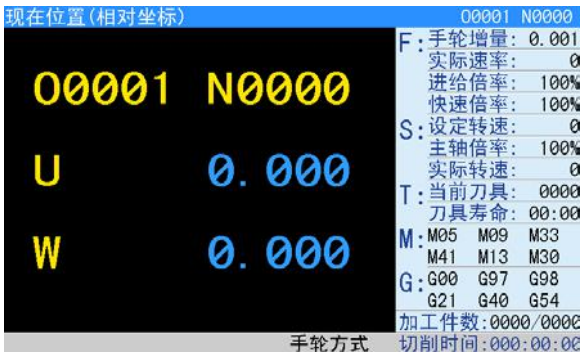 现在位置(相对坐标) O0001 N0000
O0001 N0000
U 0.000
W 0.000
F:手轮增量: 0.001
实际速率: 0
进给倍率: 100%
快速倍率: 100%
S:设定转速: 0
主轴倍率: 100%
实际转速: 0
T:当前刀具: 0000
刀具寿命: 00:00
M:M05 M09 M33
M41 M13 M30
G:G00 G97 G98
G21 G40 G54
加工件数:0000/0000
手轮方式 切削时间:000:00:00